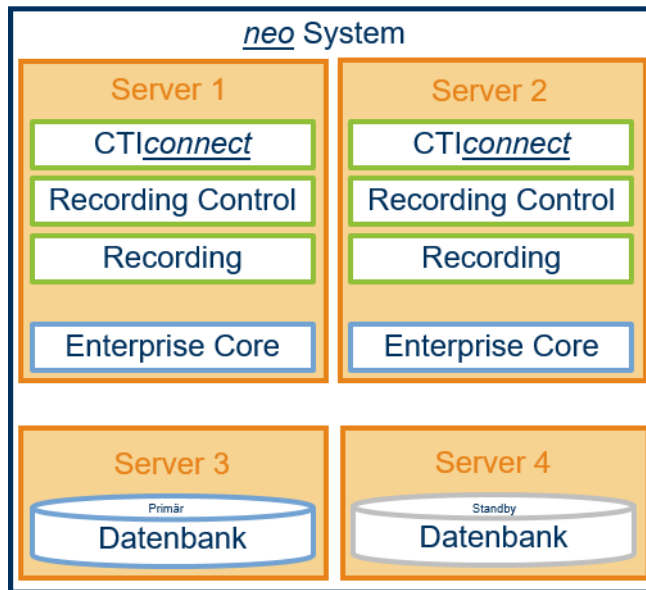 neo System
Server 1
CTIconnect
Recording Control
Recording
Enterprise Core
Server 2
CTIconnect
Recording Control
Recording
Enterprise Core
Server 3
Primär
Datenbank
Server 4
Standby
Datenbank